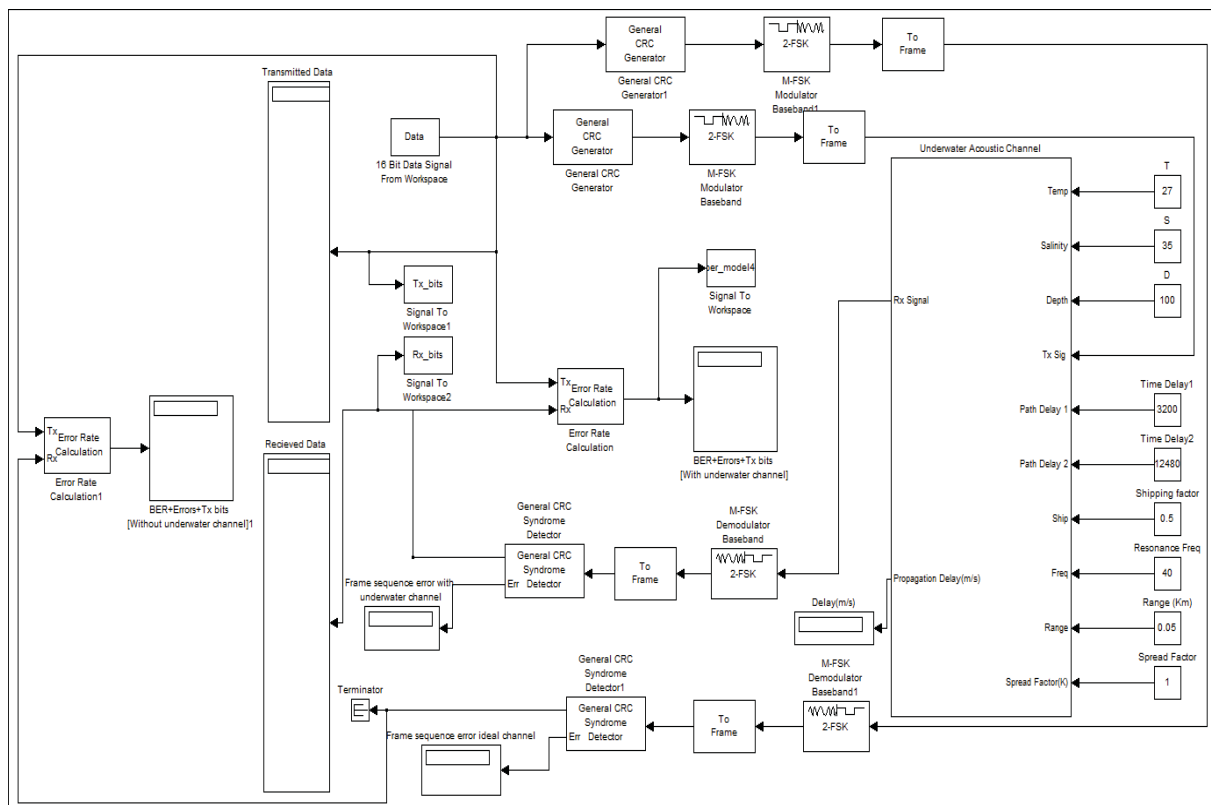 General
CRC
Generator
General CRC
Generator1
2-FSK
M-FSK
Modulator
Baseband1
To
Frame
Transmitted Data
Data
16 Bit Data Signal
From Workspace
General
CRC
Generator
General CRC
Generator
2-FSK
M-FSK
Modulator
Baseband
To
Frame
Underwater Acoustic Channel
Temp
Salinity
Depth
Rx Signal
Tx Sig
Path Delay 1
Path Delay 2
Ship
Freq
Propagation Delay(m/s)
Range
Spread Factor(K)
T
27
S
35
D
100
Time Delay1
3200
Time Delay2
12480
Shipping factor
0.5
Resonance Freq
40
Range (Km)
0.05
Spread Factor
1
Tx_bits
Signal To
Workspace1
Rx_bits
Signal To
Workspace2
ber_model4
Signal To
Workspace
Tx
Rx
Error Rate
Calculation
Error Rate
Calculation
BER+Errors+Tx bits
[With underwater channel]
Tx
Rx
Error Rate
Calculation
Error Rate
Calculation1
BER+Errors+Tx bits
[Without underwater channel]1
Recieved Data
General CRC
Syndrome
Detector
General CRC
Syndrome
Err Detector
To
Frame
M-FSK
Demodulator
Baseband
2-FSK
Frame sequence error with
underwater channel
Delay(m/s)
Terminator
General CRC
Syndrome
Detector1
General CRC
Syndrome
Err Detector
To
Frame
M-FSK
Demodulator
Baseband1
2-FSK
Frame sequence error ideal channel